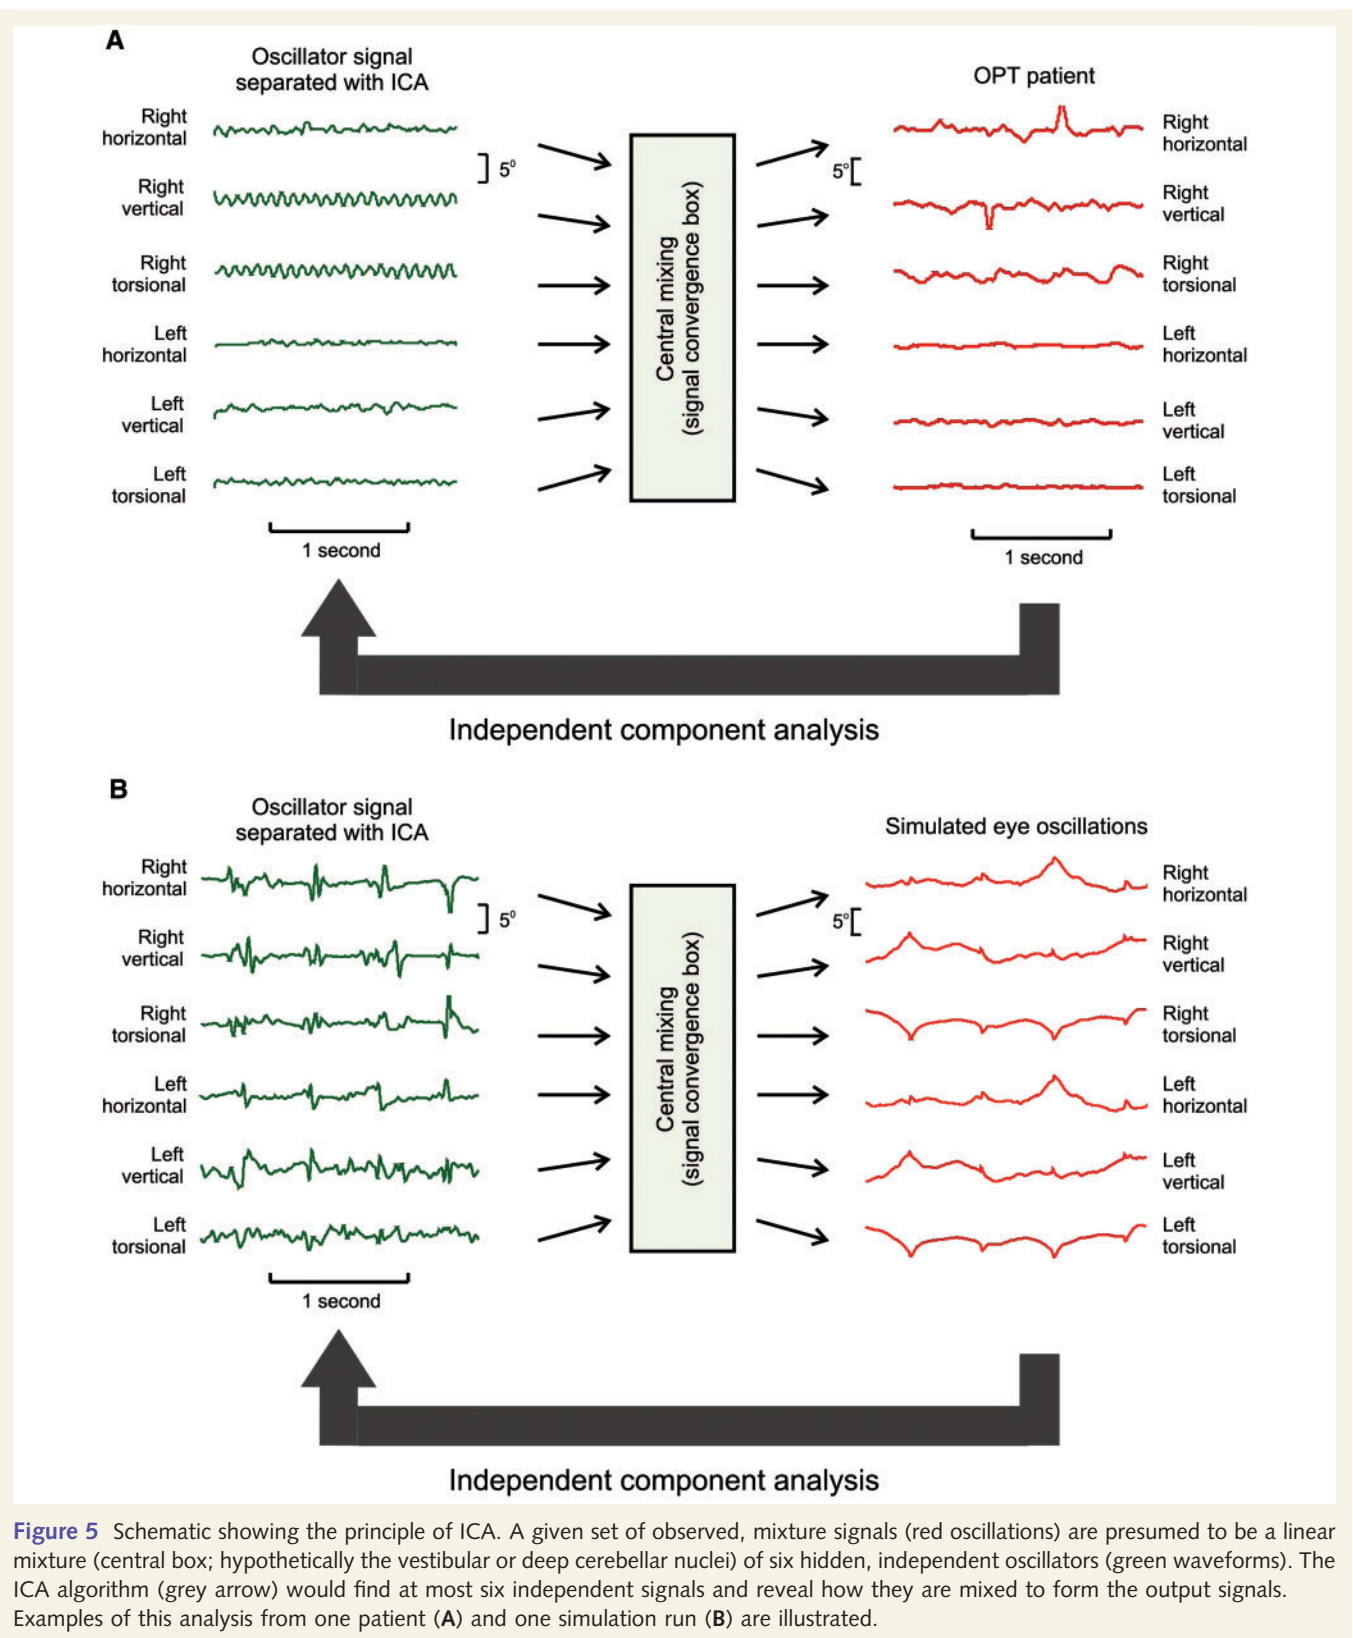 A
Oscillator signal
separated with ICA
OPT patient
Right
horizontal
Right
vertical
Right
torsional
Left
horizontal
Left
vertical
Left
torsional
5⁰
1 second
Central mixing
(signal convergence box)
5°
Right
horizontal
Right
vertical
Right
torsional
Left
horizontal
Left
vertical
Left
torsional
1 second
Independent component analysis
B
Oscillator signal
separated with ICA
Simulated eye oscillations
Right
horizontal
Right
vertical
Right
torsional
Left
horizontal
Left
vertical
Left
torsional
5⁰
1 second
Central mixing
(signal convergence box)
5°
Right
horizontal
Right
vertical
Right
torsional
Left
horizontal
Left
vertical
Left
torsional
Independent component analysis
Figure 5 Schematic showing the principle of ICA. A given set of observed, mixture signals (red oscillations) are presumed to be a linear
mixture (central box; hypothetically the vestibular or deep cerebellar nuclei) of six hidden, independent oscillators (green waveforms). The
ICA algorithm (grey arrow) would find at most six independent signals and reveal how they are mixed to form the output signals.
Examples of this analysis from one patient (A) and one simulation run (B) are illustrated.